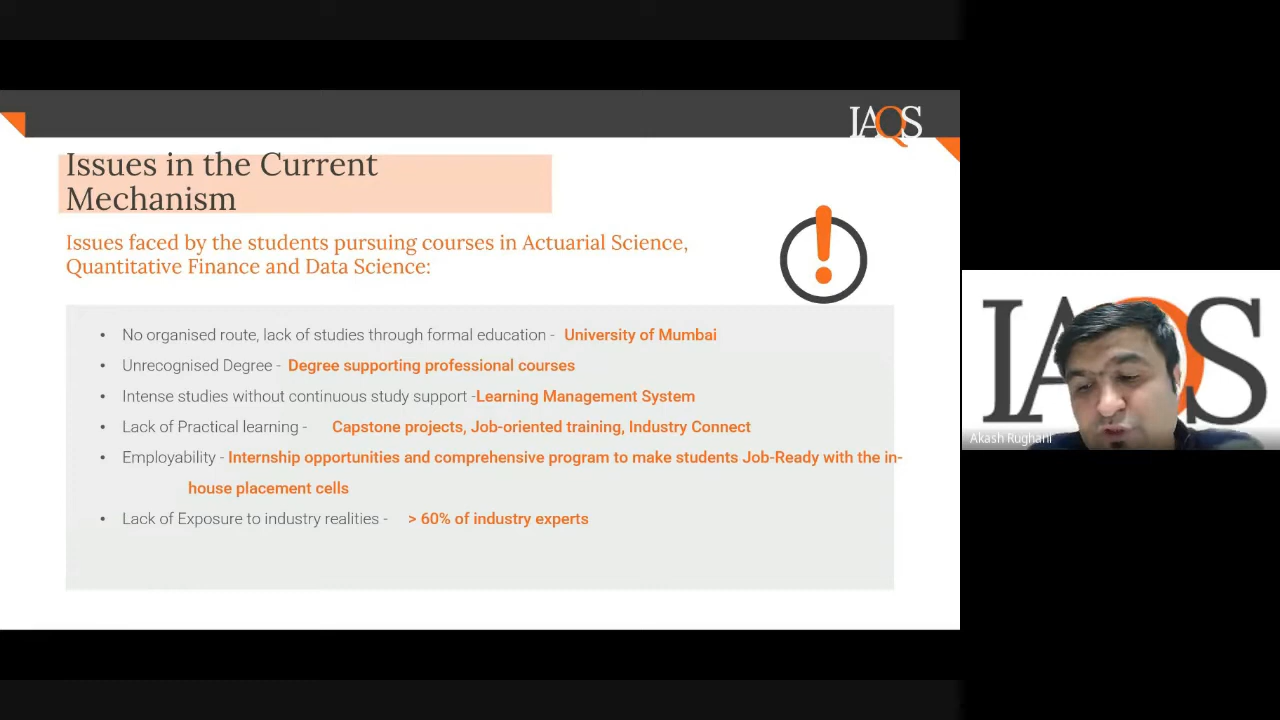 IAQS
Issues in the Current
Mechanism
Issues faced by the students pursuing courses in Actuarial Science,
Quantitative Finance and Data Science:
• No organised route, lack of studies through formal education - University of Mumbai
• Unrecognised Degree - Degree supporting professional courses
• Intense studies without continuous study support -Learning Management System
• Lack of Practical learning - Capstone projects, Job-oriented training, Industry Connect
• Employability - Internship opportunities and comprehensive program to make students Job-Ready with the in-
house placement cells
• Lack of Exposure to industry realities - > 60% of industry experts
IAQS
Akash Rughani